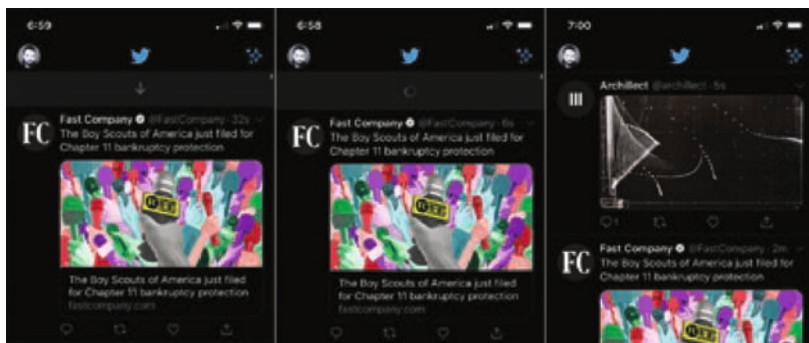 6:59
Fast Company @FastCompany · 32s
The Boy Scouts of America just filed for
Chapter 11 bankruptcy protection
FC
The Boy Scouts of America just filed
for Chapter 11 bankruptcy protection
fastcompany.com
6:58
Fast Company @FastCompany · 6s
The Boy Scouts of America just filed for
Chapter 11 bankruptcy protection
FC
The Boy Scouts of America just filed
for Chapter 11 bankruptcy protection
fastcompany.com
7:00
Archillect @archillect · 5s
1
Fast Company @FastCompany · 2m
The Boy Scouts of America just filed for
Chapter 11 bankruptcy protection
FC